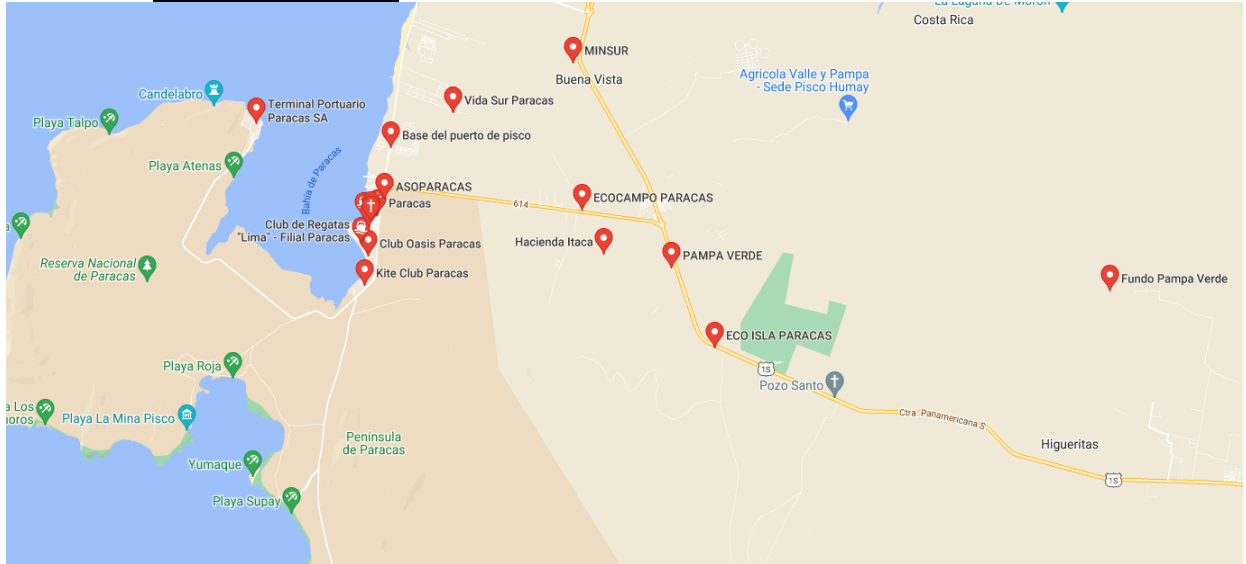 La Laguna De Moron
Costa Rica
MINSUR
Buena Vista
Agricola Valle y Pampa
- Sede Pisco Humay
Candelabro
Terminal Portuario
Paracas SA
Vida Sur Paracas
Playa Talpo
Base del puerto de pisco
Playa Atenas
Bahía de Paracas
ASOPARACAS
Paracas
614
ECOCAMPO PARACAS
Club de Regatas
"Lima" - Filial Paracas
Club Oasis Paracas
Hacienda Itaca
PAMPA VERDE
Reserva Nacional
de Paracas
Kite Club Paracas
Fundo Pampa Verde
ECO ISLA PARACAS
Playa Roja
1S
Pozo Santo
a Los
noros
Playa La Mina Pisco
Ctra. Panamericana S
Península
de Paracas
Higueritas
Yumaque
1S
Playa Supay